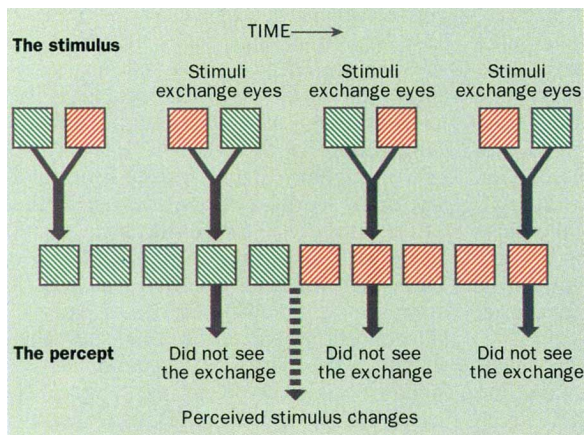 TIME
The stimulus
Stimuli
exchange eyes
Stimuli
exchange eyes
Stimuli
exchange eyes
The percept
Did not see
the exchange
Did not see
the exchange
Did not see
the exchange
Perceived stimulus changes